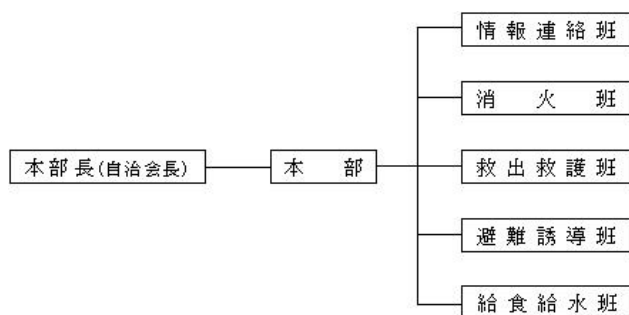 情報連絡班
消火班
本部長(自治会長)
本部
救出救護班
避難誘導班
給食給水班